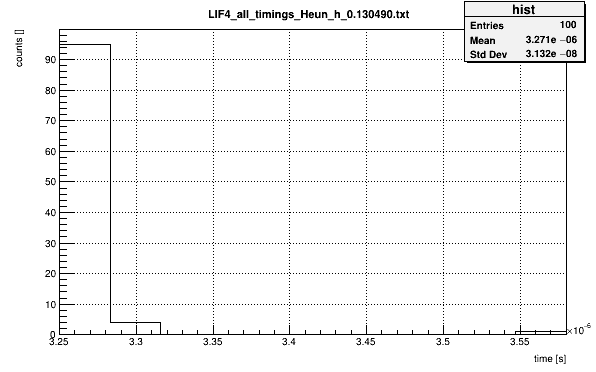 LIF4_all_timings_Heun_h_0.130490.txt
hist
Entries 100
Mean 3.271e −06
Std Dev 3.132e −08
counts []
90
80
70
60
50
40
30
20
10
0
3.25 3.3 3.35 3.4 3.45 3.5 3.55
×10⁻⁶
time [s]